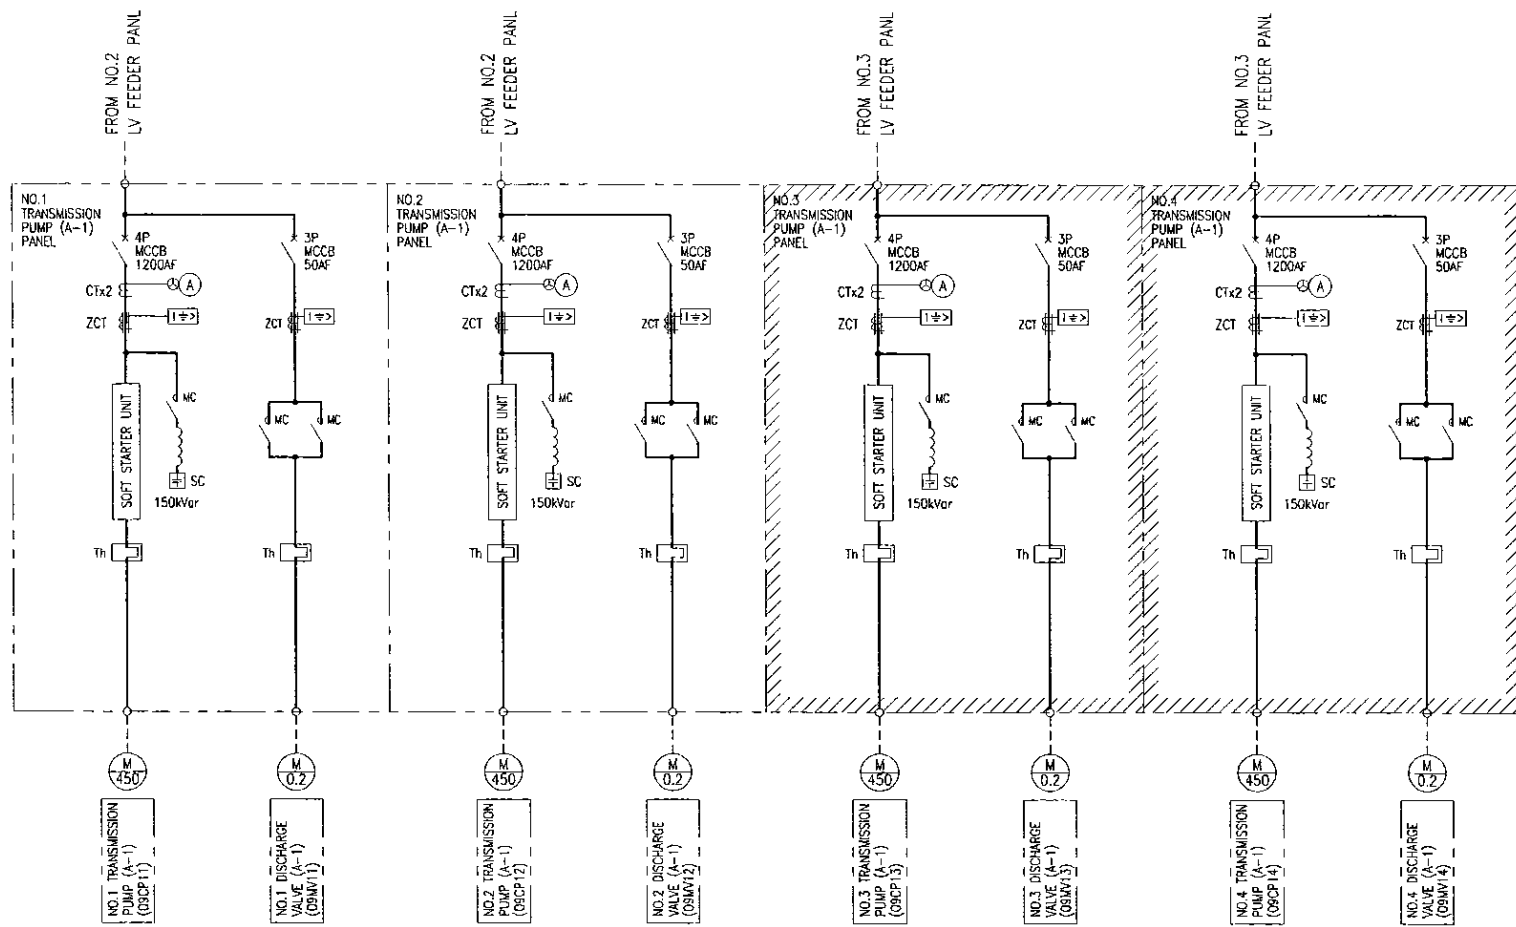 FROM NO.2
LV FEEDER PANL
FROM NO.2
LV FEEDER PANL
FROM NO.3
LV FEEDER PANL
FROM NO.3
LV FEEDER PANL
NO.1
TRANSMISSION
PUMP (A-1)
PANEL
4P
MCCB
1200AF
3P
MCCB
50AF
CTx2
A
ZCT
I
ZCT
I
MC
SOFT STARTER UNIT
MC
SC
150kVar
Th
Th
NO.2
TRANSMISSION
PUMP (A-1)
PANEL
4P
MCCB
1200AF
3P
MCCB
50AF
CTx2
A
ZCT
I
ZCT
I
MC
SOFT STARTER UNIT
MC
SC
150kVar
Th
Th
NO.3
TRANSMISSION
PUMP (A-1)
PANEL
4P
MCCB
1200AF
3P
MCCB
50AF
CTx2
A
ZCT
I
ZCT
I
MC
SOFT STARTER UNIT
MC
MC
SC
150kVar
Th
Th
NO.4
TRANSMISSION
PUMP (A-1)
PANEL
4P
MCCB
1200AF
3P
MCCB
50AF
CTx2
A
ZCT
I
ZCT
I
MC
SOFT STARTER UNIT
MC
MC
SC
150kVar
Th
Th
M
450
M
0.2
M
450
M
0.2
M
450
M
0.2
M
450
M
0.2
NO.1 TRANSMISSION
PUMP (A-1)
(09CP11)
NO.1 DISCHARGE
VALVE (A-1)
(09MV11)
NO.2 TRANSMISSION
PUMP (A-1)
(09CP12)
NO.2 DISCHARGE
VALVE (A-1)
(09MV12)
NO.3 TRANSMISSION
PUMP (A-1)
(09CP13)
NO.3 DISCHARGE
VALVE (A-1)
(09MV13)
NO.4 TRANSMISSION
PUMP (A-1)
(09CP14)
NO.4 DISCHARGE
VALVE (A-1)
(09MV14)